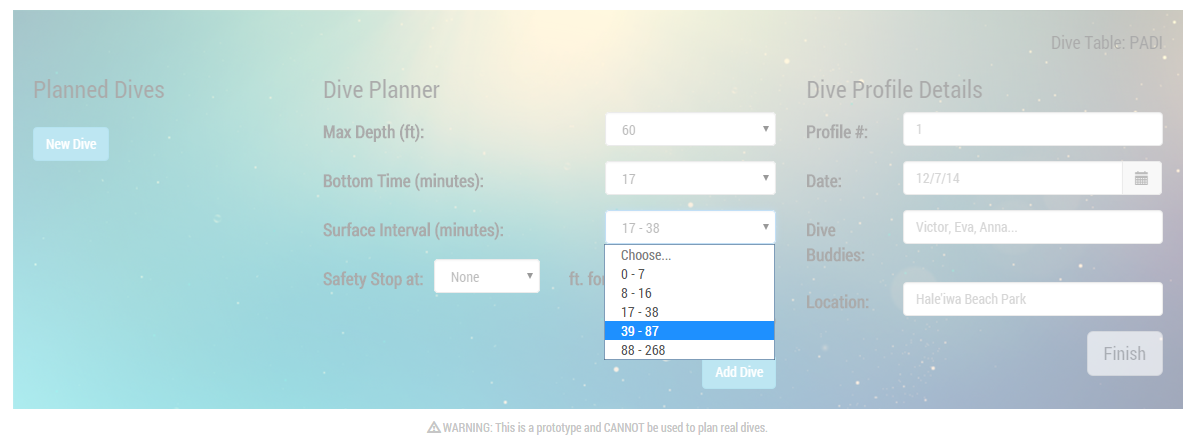 Dive Table: PADI
Planned Dives
New Dive
Dive Planner
Max Depth (ft):
60
Bottom Time (minutes):
17
Surface Interval (minutes):
17 - 38
Choose...
0 - 7
8 - 16
17 - 38
39 - 87
88 - 268
Safety Stop at:
None
ft. fo
Add Dive
Dive Profile Details
Profile #:
1
Date:
12/7/14
Dive
Buddies:
Victor, Eva, Anna...
Location:
Hale'iwa Beach Park
Finish
WARNING: This is a prototype and CANNOT be used to plan real dives.